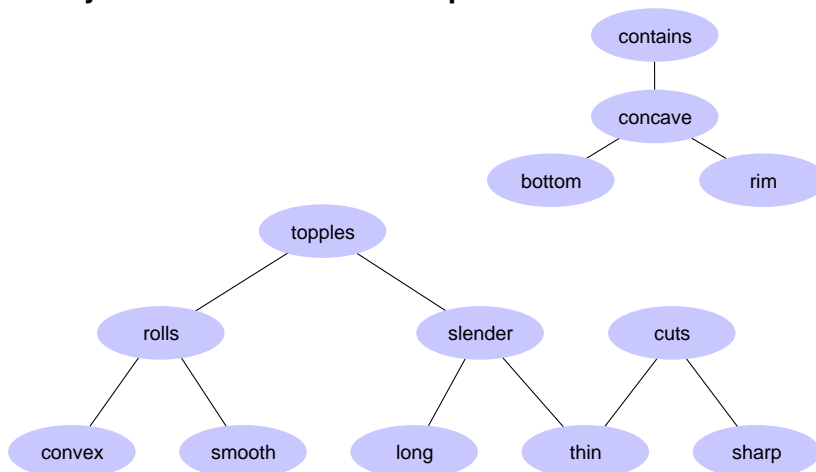 contains
concave
bottom rim
topples
rolls slender cuts
convex smooth long thin sharp